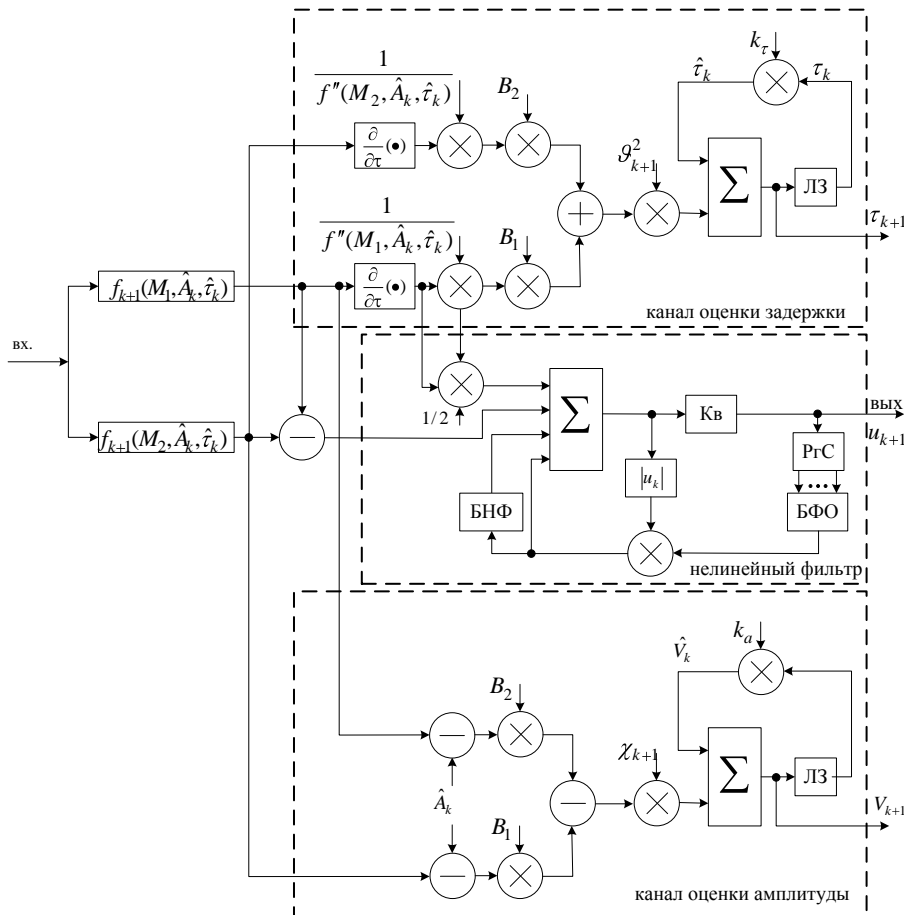 1
f''(M₂, Â_k, τ̂_k)
B₂
∂/∂τ (•)
ϑ²_{k+1}
k_τ
τ̂_k
τ_k
Σ
ЛЗ
τ_{k+1}
+
1
f''(M₁, Â_k, τ̂_k)
B₁
∂/∂τ (•)
канал оценки задержки
f_{k+1}(M₁, Â_k, τ̂_k)
вх.
f_{k+1}(M₂, Â_k, τ̂_k)
1/2
Σ
Кв
вых
u_{k+1}
РгС
|u_k|
БНФ
БФО
нелинейный фильтр
k_a
V̂_k
B₂
χ_{k+1}
Σ
ЛЗ
Â_k
V_{k+1}
B₁
канал оценки амплитуды